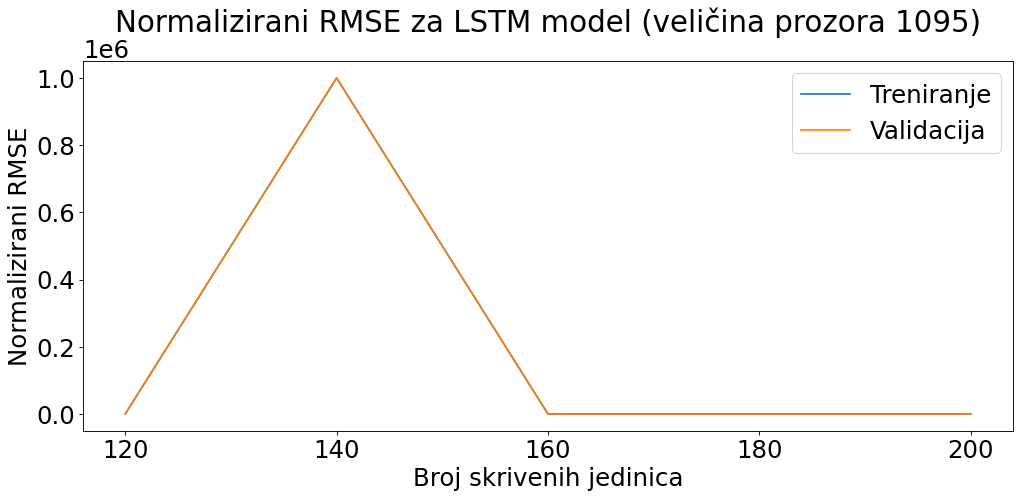 Normalizirani RMSE za LSTM model (veličina prozora 1095)
1e6
Normalizirani RMSE
1.0
0.8
0.6
0.4
0.2
0.0
Treniranje
Validacija
120 140 160 180 200
Broj skrivenih jedinica